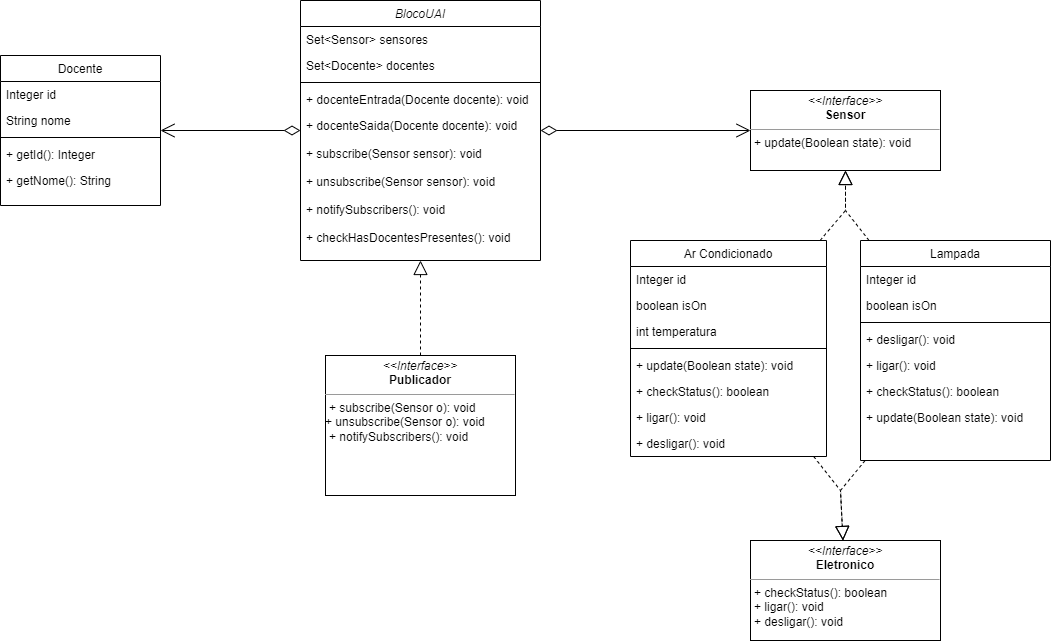 BlocoUAI
Set<Sensor> sensores
Set<Docente> docentes
+ docenteEntrada(Docente docente): void
+ docenteSaida(Docente docente): void
+ subscribe(Sensor sensor): void
+ unsubscribe(Sensor sensor): void
+ notifySubscribers(): void
+ checkHasDocentesPresentes(): void
Docente
Integer id
String nome
+ getId(): Integer
+ getNome(): String
<<Interface>>
Sensor
+ update(Boolean state): void
Ar Condicionado
Integer id
boolean isOn
int temperatura
+ update(Boolean state): void
+ checkStatus(): boolean
+ ligar(): void
+ desligar(): void
Lampada
Integer id
boolean isOn
+ desligar(): void
+ ligar(): void
+ checkStatus(): boolean
+ update(Boolean state): void
<<Interface>>
Publicador
+ subscribe(Sensor o): void
+ unsubscribe(Sensor o): void
+ notifySubscribers(): void
<<Interface>>
Eletronico
+ checkStatus(): boolean
+ ligar(): void
+ desligar(): void